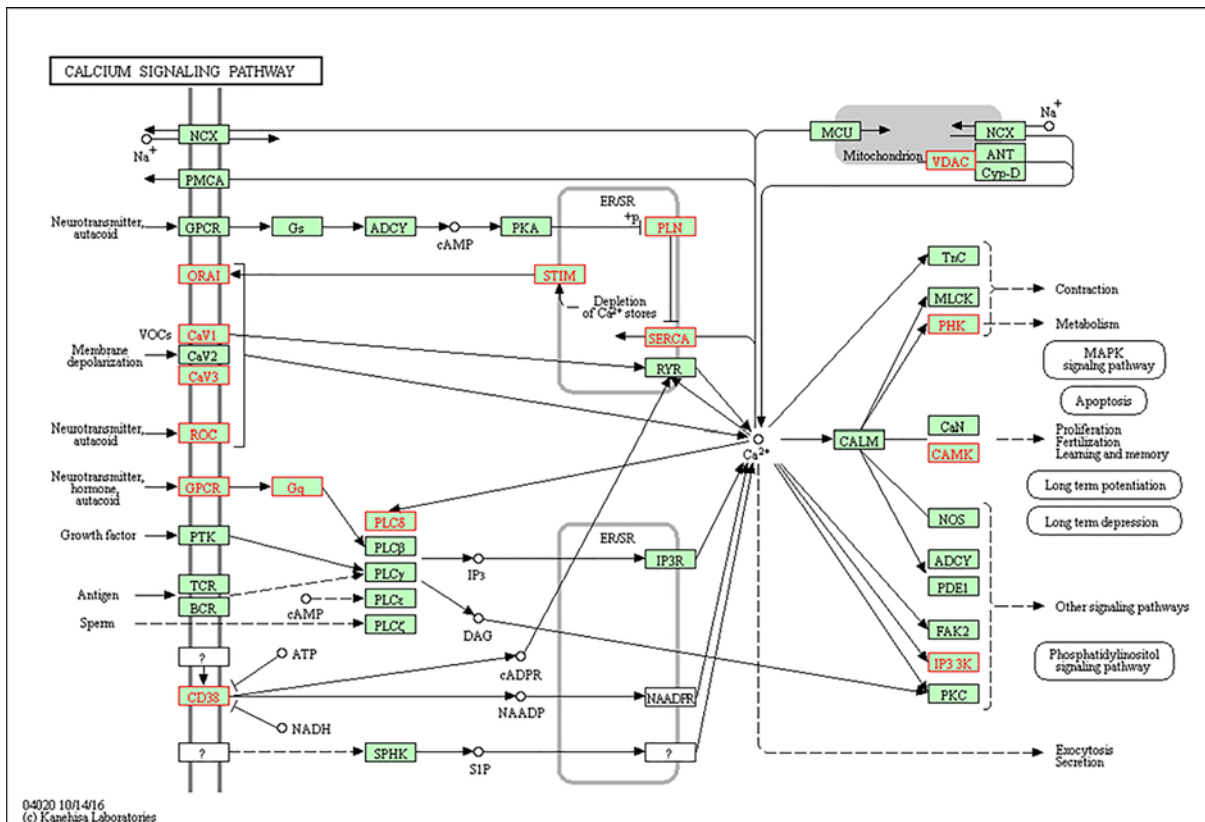 CALCIUM SIGNALING PATHWAY
NCX
Na+
MCU
NCX
Na+
Mitochondrion
VDAC
ANT
Cyp-D
PMCA
ER/SR
Neurotransmitter,
autacoid
GPCR
Gs
ADCY
cAMP
PKA
+p
PLN
ORAI
STIM
Depletion
of Ca2+ stores
TnC
MLCK
Contraction
VOCs
CaV1
SERCA
PHK
Metabolism
Membrane
depolarization
CaV2
CaV3
RYR
MAPK
signalng pathway
Apoptosis
Neurotransmitter,
autacoid
ROC
Ca2+
CALM
CaN
CAMK
Proliferation
Fertilization
Learning and memory
Neurotransmitter,
hormone,
autacoid
GPCR
Gq
Long term potentiation
PLCδ
NOS
Long term depression
Growth factor
PTK
PLCβ
ER/SR
IP3
IP3R
ADCY
PDE1
Antigen
TCR
BCR
PLCγ
cAMP
PLCε
Other signaling pathways
Sperm
PLCζ
DAG
FAK2
?
ATP
cADPR
IP3 3K
Phosphatidylinositol
signaling pathway
CD38
NAADP
NAADPR
PKC
NADH
?
SPHK
S1P
?
Exocytosis
Secretion
04020 10/14/16
(c) Kanehisa Laboratories